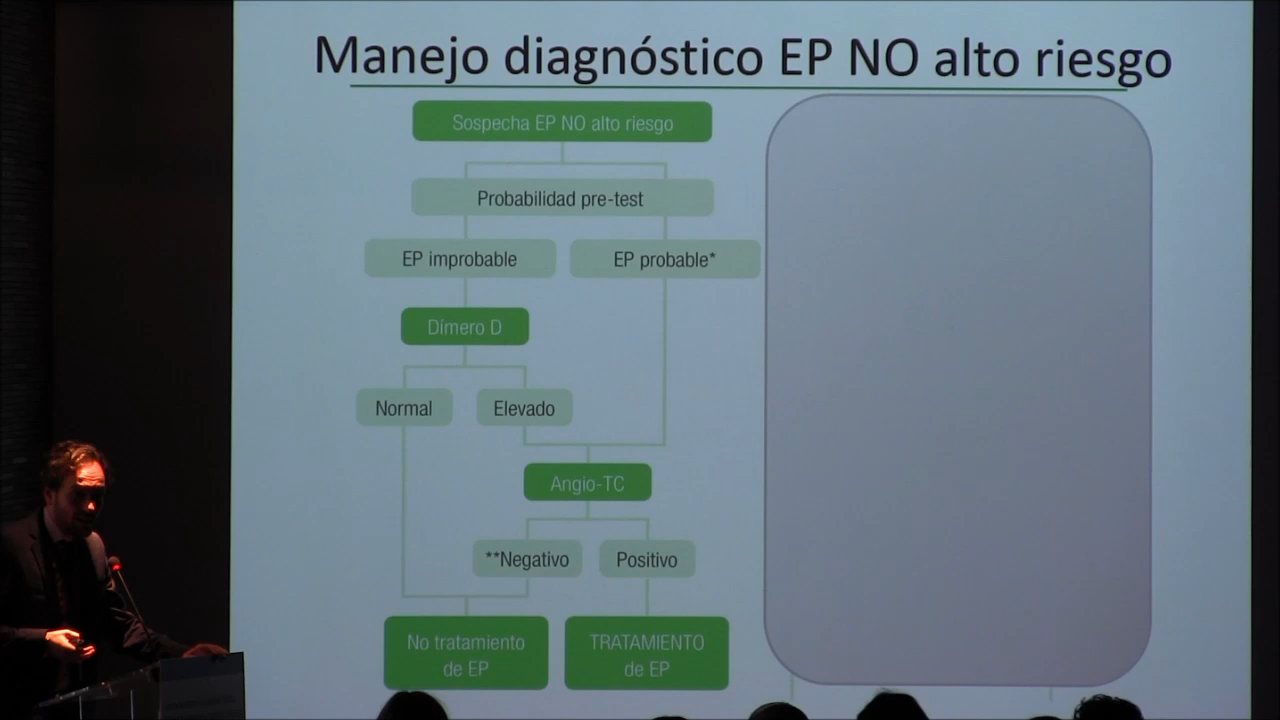 Manejo diagnóstico EP NO alto riesgo
Sospecha EP NO alto riesgo
Probabilidad pre-test
EP improbable
EP probable*
Dímero D
Normal
Elevado
Angio-TC
**Negativo
Positivo
No tratamiento
de EP
TRATAMIENTO
de EP